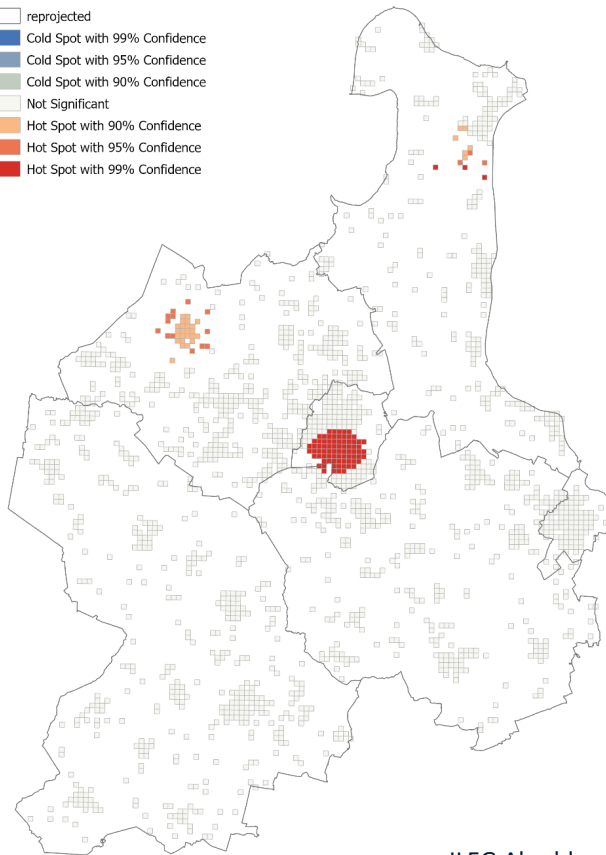 reprojected
Cold Spot with 99% Confidence
Cold Spot with 95% Confidence
Cold Spot with 90% Confidence
Not Significant
Hot Spot with 90% Confidence
Hot Spot with 95% Confidence
Hot Spot with 99% Confidence